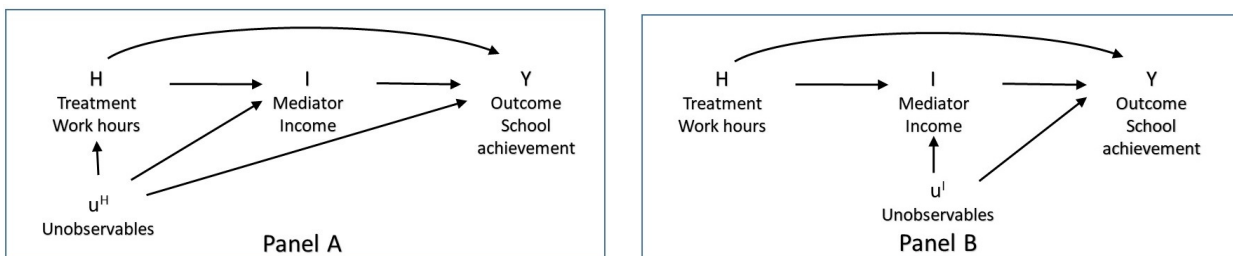 H I Y
Treatment Mediator Outcome
Work hours Income School
achievement
u^H
Unobservables
Panel A
H I Y
Treatment Mediator Outcome
Work hours Income School
achievement
u^I
Unobservables
Panel B